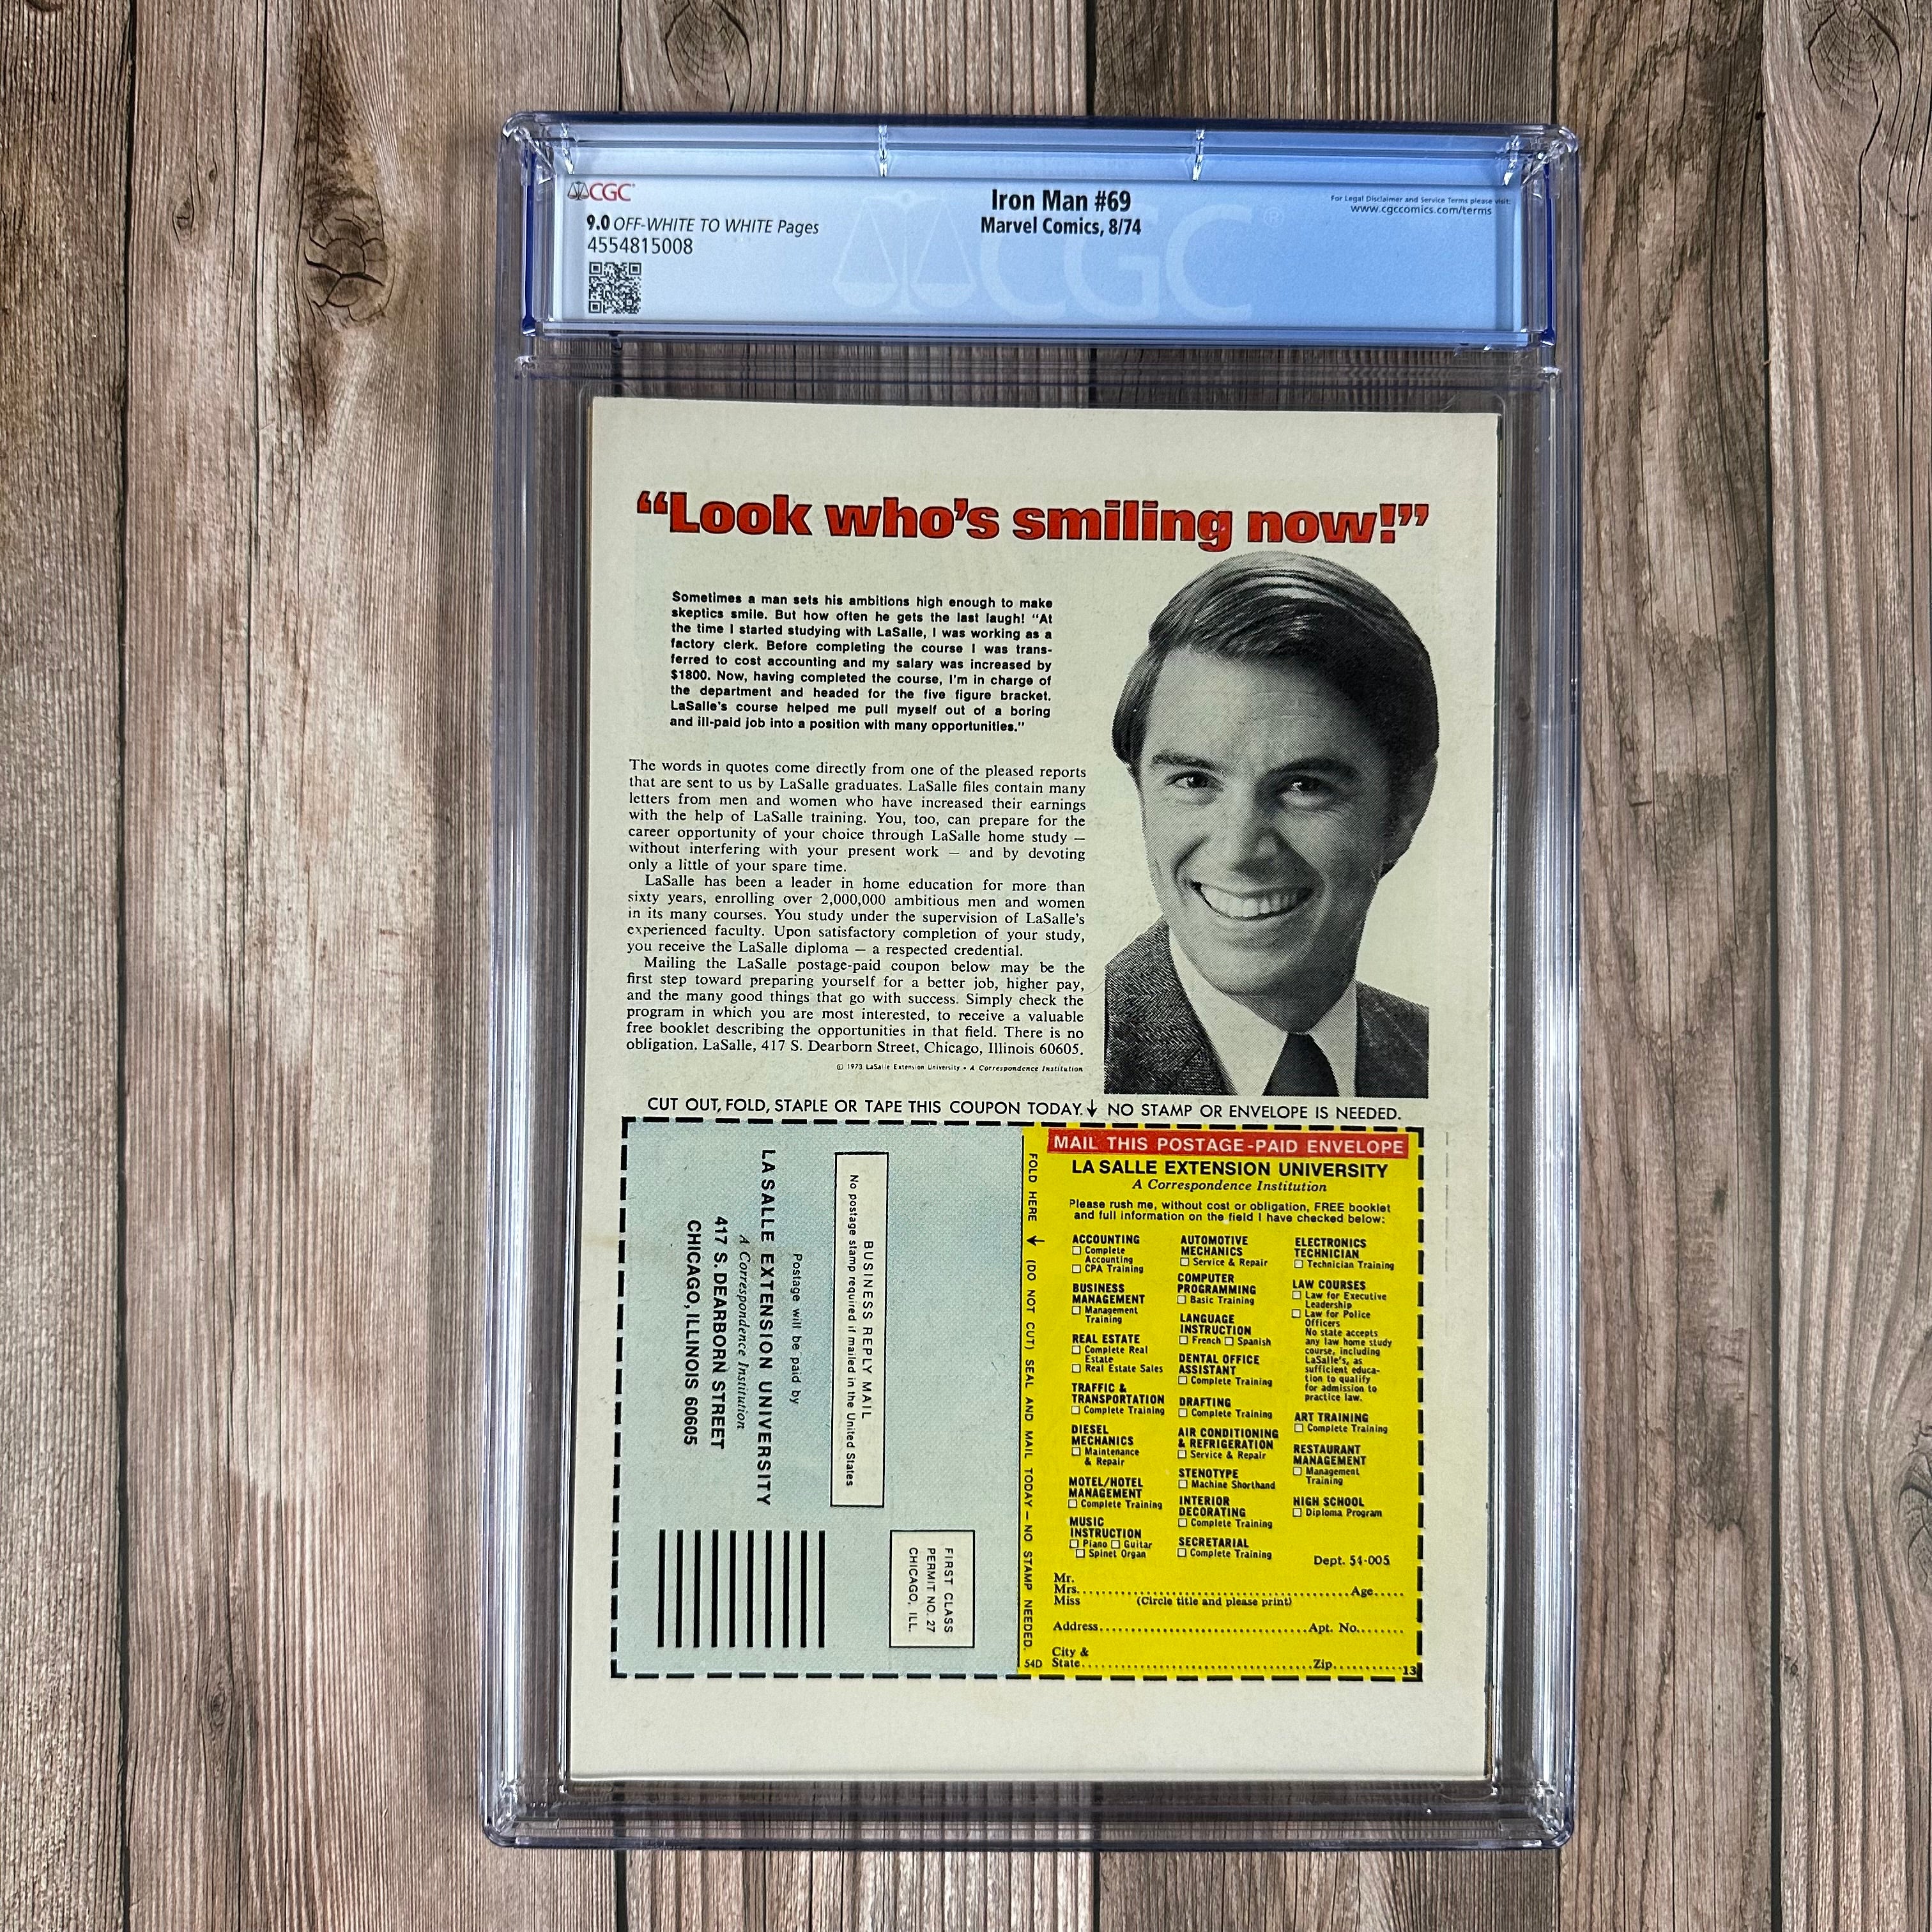 CGC
9.0 OFF-WHITE TO WHITE Pages
4554815008
Iron Man #69
Marvel Comics, 8/74
For Legal Disclaimer and Service Terms please visit:
www.cgccomics.com/terms
CGC
“Look who’s smiling now!”
Sometimes a man sets his ambitions high enough to make
skeptics smile. But how often he gets the last laugh! “At
the time I started studying with LaSalle, I was working as a
factory clerk. Before completing the course I was trans-
ferred to cost accounting and my salary was increased by
$1800. Now, having completed the course, I’m in charge of
the department and headed for the five figure bracket.
LaSalle’s course helped me pull myself out of a boring
and ill-paid job into a position with many opportunities.”
The words in quotes come directly from one of the pleased reports
that are sent to us by LaSalle graduates. LaSalle files contain many
letters from men and women who have increased their earnings
with the help of LaSalle training. You, too, can prepare for the
career opportunity of your choice through LaSalle home study —
without interfering with your present work — and by devoting
only a little of your spare time.
LaSalle has been a leader in home education for more than
sixty years, enrolling over 2,000,000 ambitious men and women
in its many courses. You study under the supervision of LaSalle’s
experienced faculty. Upon satisfactory completion of your study,
you receive the LaSalle diploma — a respected credential.
Mailing the LaSalle postage-paid coupon below may be the
first step toward preparing yourself for a better job, higher pay,
and the many good things that go with success. Simply check the
program in which you are most interested, to receive a valuable
free booklet describing the opportunities in that field. There is no
obligation. LaSalle, 417 S. Dearborn Street, Chicago, Illinois 60605.
© 1973 LaSalle Extension University • A Correspondence Institution
CUT OUT, FOLD, STAPLE OR TAPE THIS COUPON TODAY. ↓ NO STAMP OR ENVELOPE IS NEEDED.
FIRST CLASS
PERMIT NO. 27
CHICAGO, ILL.
BUSINESS REPLY MAIL
No postage stamp required if mailed in the United States
Postage will be paid by
LA SALLE EXTENSION UNIVERSITY
A Correspondence Institution
417 S. DEARBORN STREET
CHICAGO, ILLINOIS 60605
FOLD HERE ↓ (DO NOT CUT) SEAL AND MAIL TODAY — NO STAMP NEEDED.
54D
MAIL THIS POSTAGE-PAID ENVELOPE
LA SALLE EXTENSION UNIVERSITY
A Correspondence Institution
Please rush me, without cost or obligation, FREE booklet
and full information on the field I have checked below:
ACCOUNTING
☐ Complete
Accounting
☐ CPA Training
BUSINESS
MANAGEMENT
☐ Management
Training
REAL ESTATE
☐ Complete Real
Estate
☐ Real Estate Sales
TRAFFIC &
TRANSPORTATION
☐ Complete Training
DIESEL
MECHANICS
☐ Maintenance
& Repair
MOTEL/HOTEL
MANAGEMENT
☐ Complete Training
MUSIC
INSTRUCTION
☐ Piano ☐ Guitar
☐ Spinet Organ
AUTOMOTIVE
MECHANICS
☐ Service & Repair
COMPUTER
PROGRAMMING
☐ Basic Training
LANGUAGE
INSTRUCTION
☐ French ☐ Spanish
DENTAL OFFICE
ASSISTANT
☐ Complete Training
DRAFTING
☐ Complete Training
AIR CONDITIONING
& REFRIGERATION
☐ Service & Repair
STENOTYPE
☐ Machine Shorthand
INTERIOR
DECORATING
☐ Complete Training
SECRETARIAL
☐ Complete Training
ELECTRONICS
TECHNICIAN
☐ Technician Training
LAW COURSES
☐ Law for Executive
Leadership
☐ Law for Police
Officers
No state accepts
any law home study
course, including
LaSalle's, as
sufficient educa-
tion to qualify
for admission to
practice law.
ART TRAINING
☐ Complete Training
RESTAURANT
MANAGEMENT
☐ Management
Training
HIGH SCHOOL
☐ Diploma Program
Dept. 54-005
Mr.
Mrs. Age
Miss (Circle title and please print)
Address Apt. No.
City &
State Zip 13